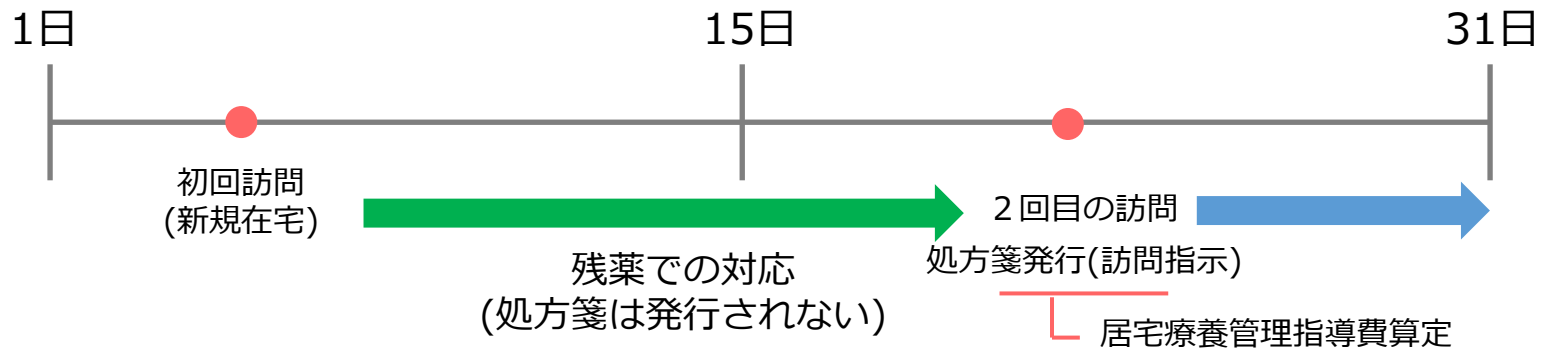 1日
15日
31日
初回訪問
(新規在宅)
残薬での対応
(処方箋は発行されない)
２回目の訪問
処方箋発行(訪問指示)
居宅療養管理指導費算定